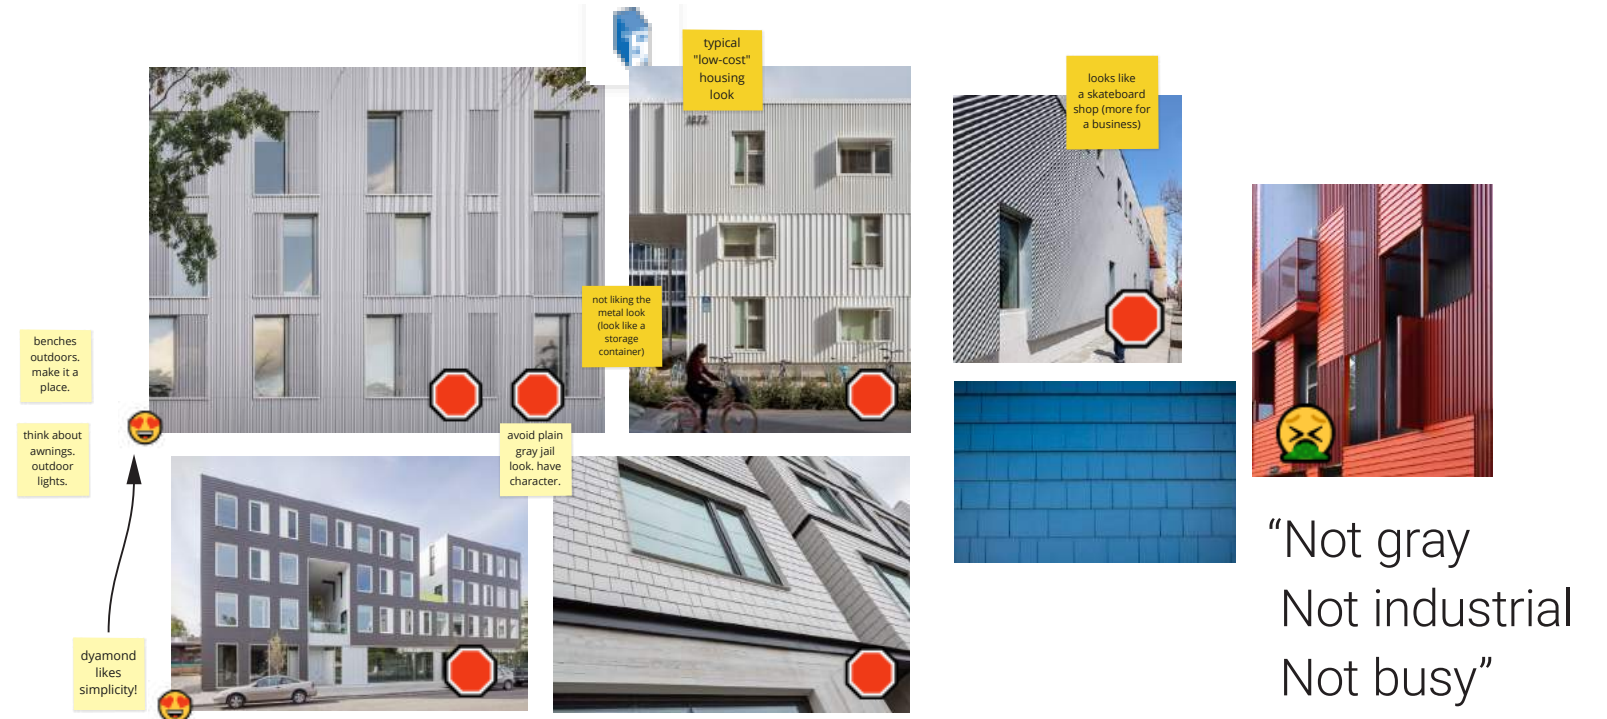 typical
"low-cost"
housing
look
looks like
a skateboard
shop (more for
a business)
not liking the
metal look
(look like a
storage
container)
benches
outdoors.
make it a
place.
think about
awnings.
outdoor
lights.
avoid plain
gray jail
look. have
character.
dyamond
likes
simplicity!
“Not gray
Not industrial
Not busy”